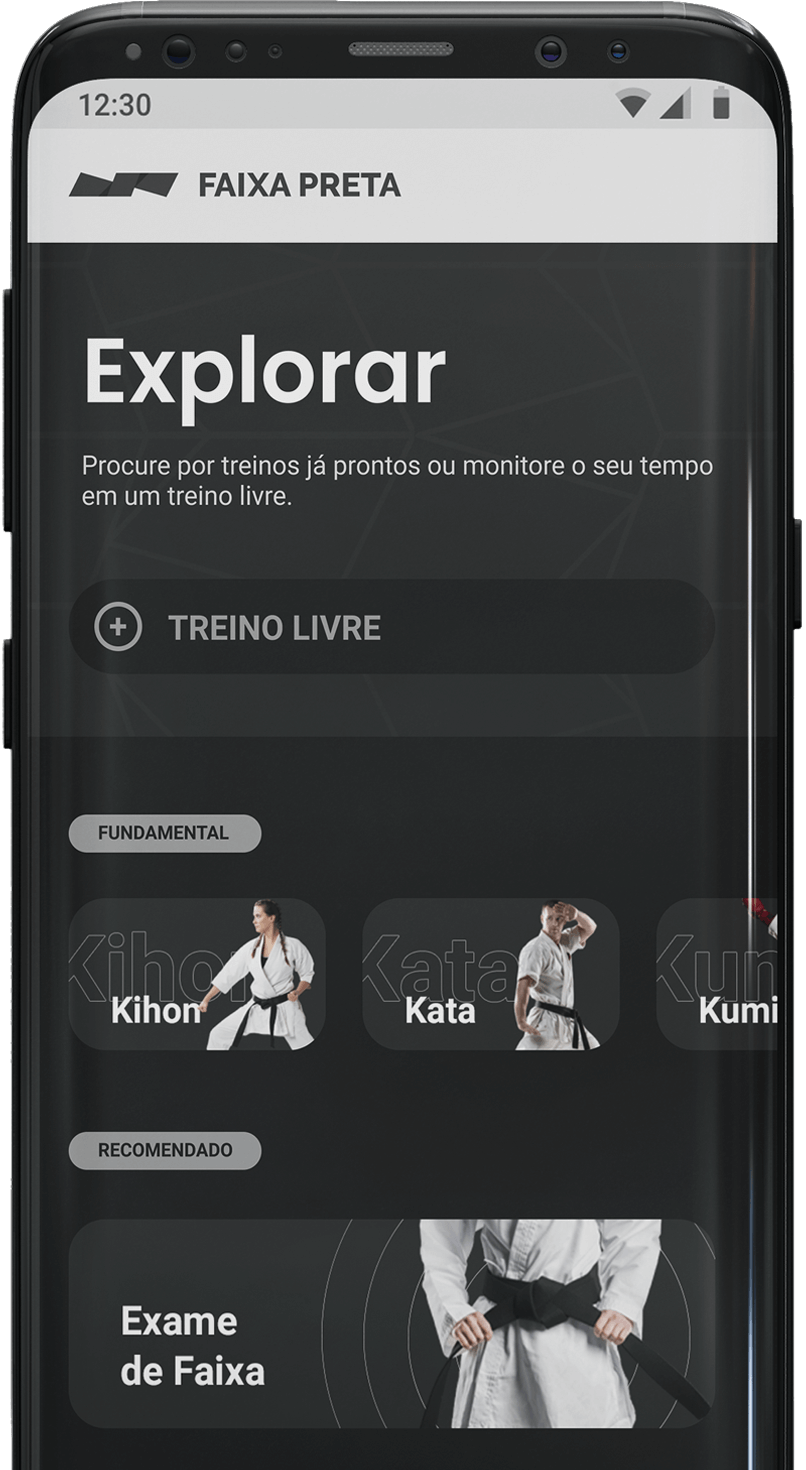 12:30
FAIXA PRETA
Explorar
Procure por treinos já prontos ou monitore o seu tempo
em um treino livre.
TREINO LIVRE
FUNDAMENTAL
Kihon
Kihon
Kata
Kata
Kum
Kumi
RECOMENDADO
Exame
de Faixa